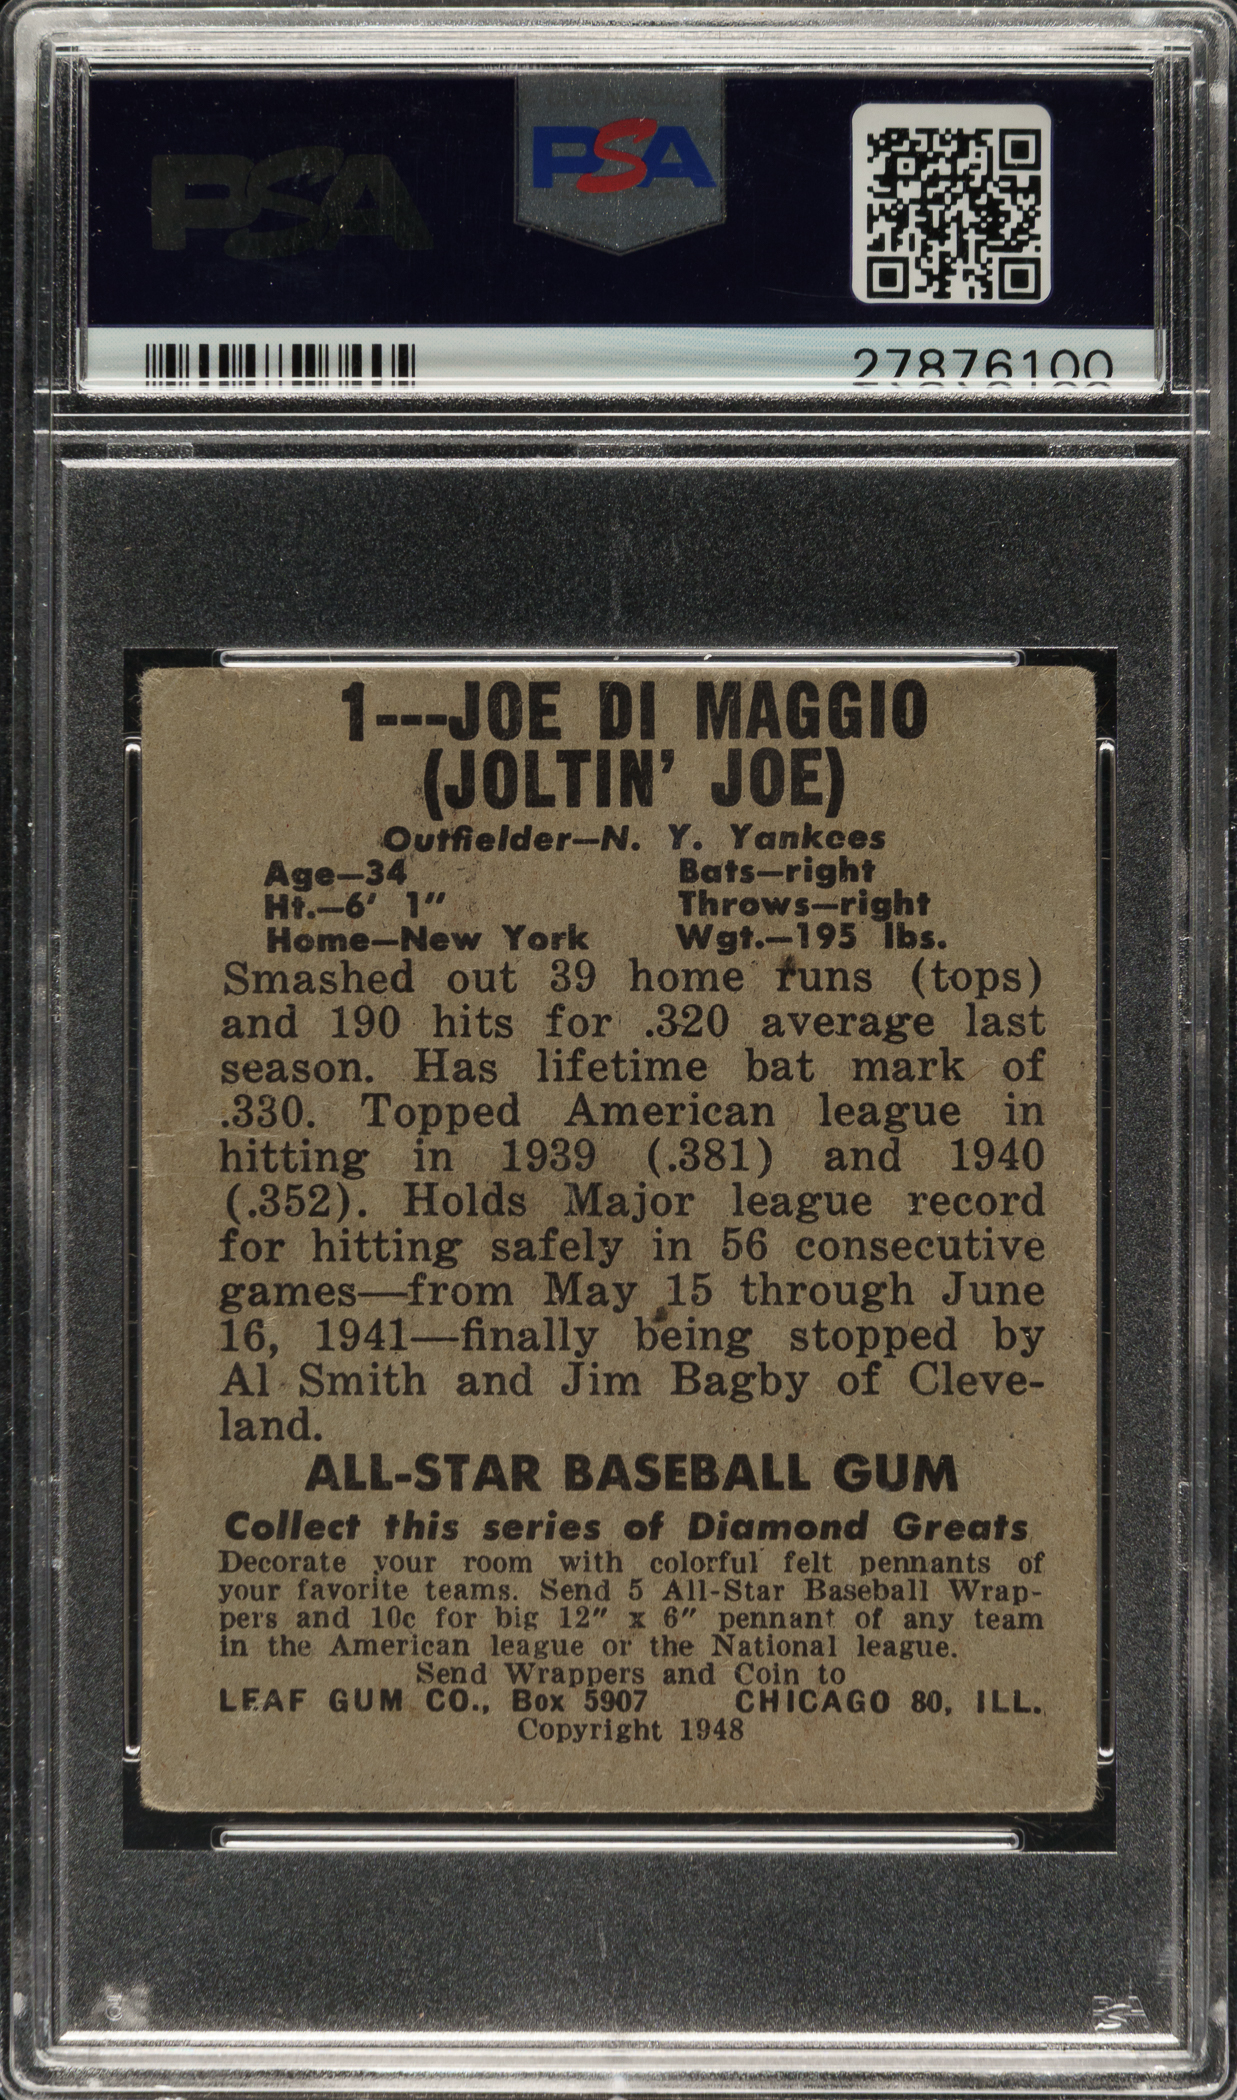 PSA
PSA
27876100
1---JOE DI MAGGIO
(JOLTIN' JOE)
Outfielder—N. Y. Yankees
Age—34 Bats—right
Ht.—6' 1" Throws—right
Home—New York Wgt.—195 lbs.
Smashed out 39 home runs (tops)
and 190 hits for .320 average last
season. Has lifetime bat mark of
.330. Topped American league in
hitting in 1939 (.381) and 1940
(.352). Holds Major league record
for hitting safely in 56 consecutive
games—from May 15 through June
16, 1941—finally being stopped by
Al Smith and Jim Bagby of Cleve-
land.
ALL-STAR BASEBALL GUM
Collect this series of Diamond Greats
Decorate your room with colorful felt pennants of
your favorite teams. Send 5 All-Star Baseball Wrap-
pers and 10c for big 12" x 6" pennant of any team
in the American league or the National league.
Send Wrappers and Coin to
LEAF GUM CO., Box 5907 CHICAGO 80, ILL.
Copyright 1948
PSA